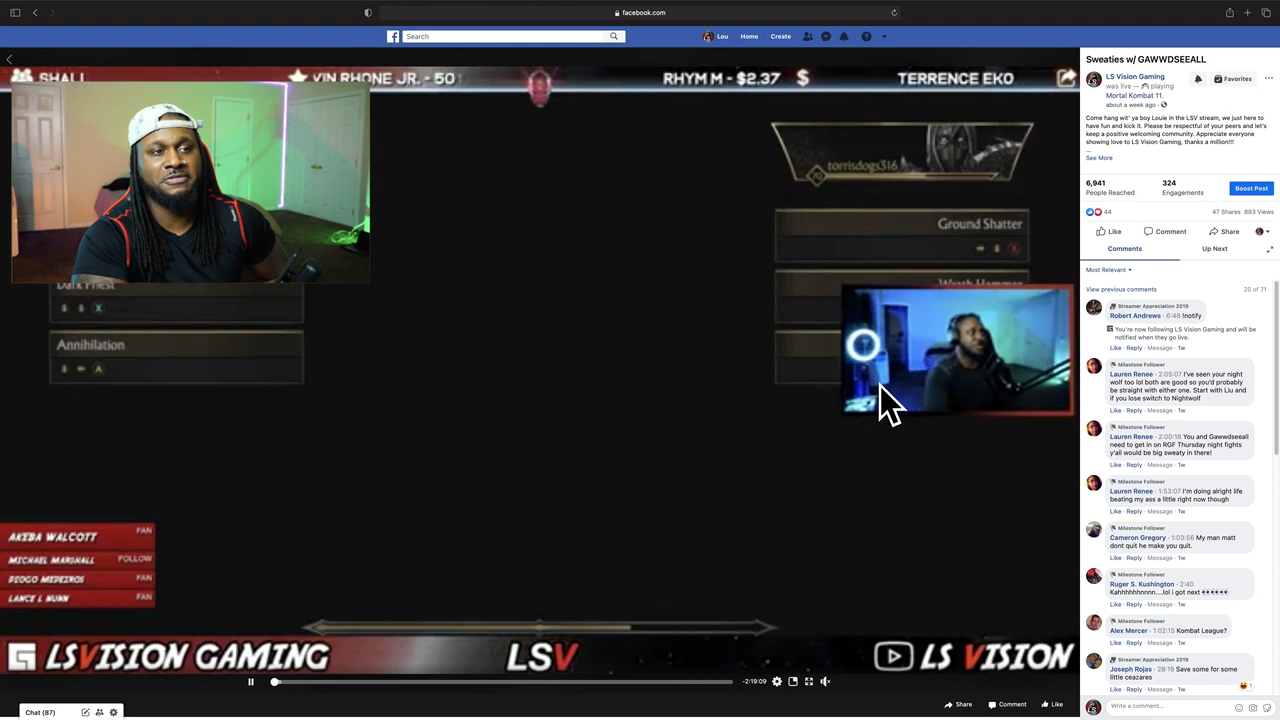 facebook.com
Search
Lou
Home
Create
SHALL
VIN RHONE JR. - 50
RHYM M - $2.37
$
TERRENCE EKO
torrisdogs316
70
Ground Shatter
Wrath Hammer
Dark Priest
X
Annihilation
A
AKEBA WALCOTT FAN
MICHAEL MARSHALL FOLLOW
DIOGO MEDEIROS FAN
LANCE L NUNN FAN
LSVISION GAMING
LSV
LS VISION
-2:19:09
Share
Comment
Like
Chat (87)
Sweaties w/ GAWWDSEEALL
LS Vision Gaming
Favorites
was live — playing
Mortal Kombat 11.
about a week ago ·
Come hang wit' ya boy Louie in the LSV stream, we just here to
have fun and kick it. Please be respectful of your peers and let's
keep a positive welcoming community. Appreciate everyone
showing love to LS Vision Gaming, thanks a million!!!
...
See More
6,941
People Reached
324
Engagements
Boost Post
44
47 Shares 883 Views
Like
Comment
Share
Comments
Up Next
Most Relevant
View previous comments
20 of 71
Streamer Appreciation 2019
Robert Andrews · 6:48 !notify
You're now following LS Vision Gaming and will be
notified when they go live.
Like · Reply · Message · 1w
Milestone Follower
Lauren Renee · 2:05:07 I've seen your night
wolf too lol both are good so you'd probably
be straight with either one. Start with Liu and
if you lose switch to Nightwolf
Like · Reply · Message · 1w
Milestone Follower
Lauren Renee · 2:00:18 You and Gawwdseeall
need to get in on RGF Thursday night fights
y'all would be big sweaty in there!
Like · Reply · Message · 1w
Milestone Follower
Lauren Renee · 1:53:07 I'm doing alright life
beating my ass a little right now though
Like · Reply · Message · 1w
Milestone Follower
Cameron Gregory · 1:03:56 My man matt
dont quit he make you quit.
Like · Reply · Message · 1w
Milestone Follower
Ruger S. Kushington · 2:40
Kahhhhhhnnnn....lol i got next 👀👀👀
Like · Reply · Message · 1w
Milestone Follower
Alex Mercer · 1:02:15 Kombat League?
Like · Reply · Message · 1w
Streamer Appreciation 2019
Joseph Rojas · 28:19 Save some for some
little ceazares
1
Like · Reply · Message · 1w
Write a comment...